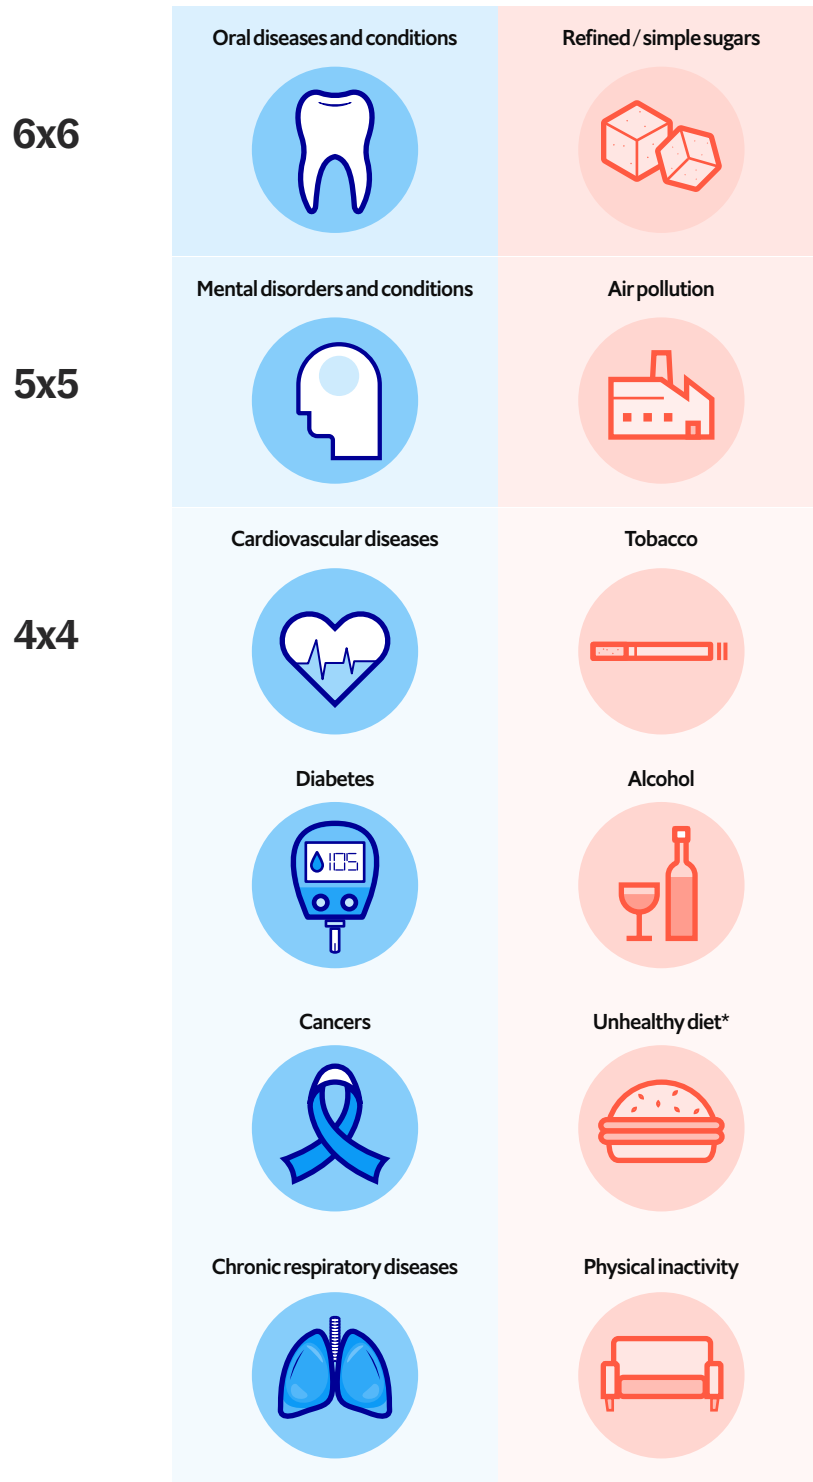 Oral diseases and conditions
Refined / simple sugars
6x6
Mental disorders and conditions
Air pollution
5x5
Cardiovascular diseases
Tobacco
4x4
Diabetes
Alcohol
105
Cancers
Unhealthy diet*
Chronic respiratory diseases
Physical inactivity